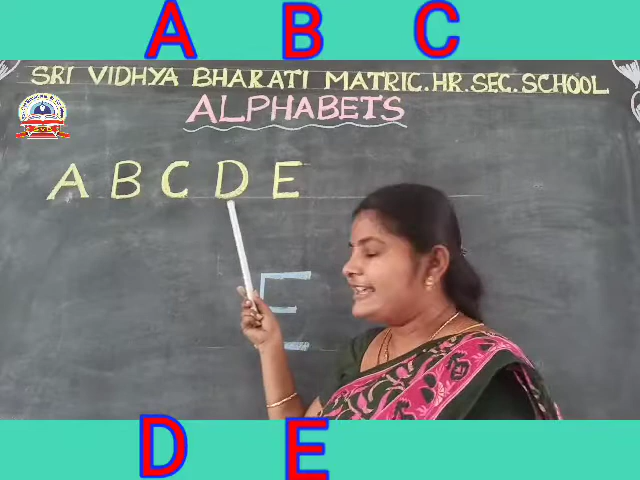 A B C
SRI VIDHYA BHARATI MATRIC.HR.SEC.SCHOOL
ALPHABETS
A B C D E
E
D E